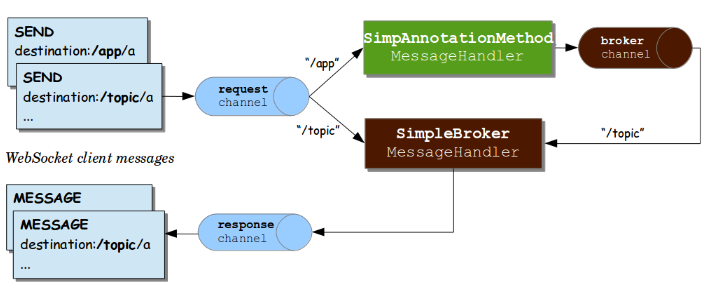 SEND
destination:/app/a
SEND
destination:/topic/a
...
WebSocket client messages
request
channel
"/app"
"/topic"
SimpAnnotationMethod
MessageHandler
broker
channel
"/topic"
SimpleBroker
MessageHandler
MESSAGE
MESSAGE
destination:/topic/a
...
response
channel